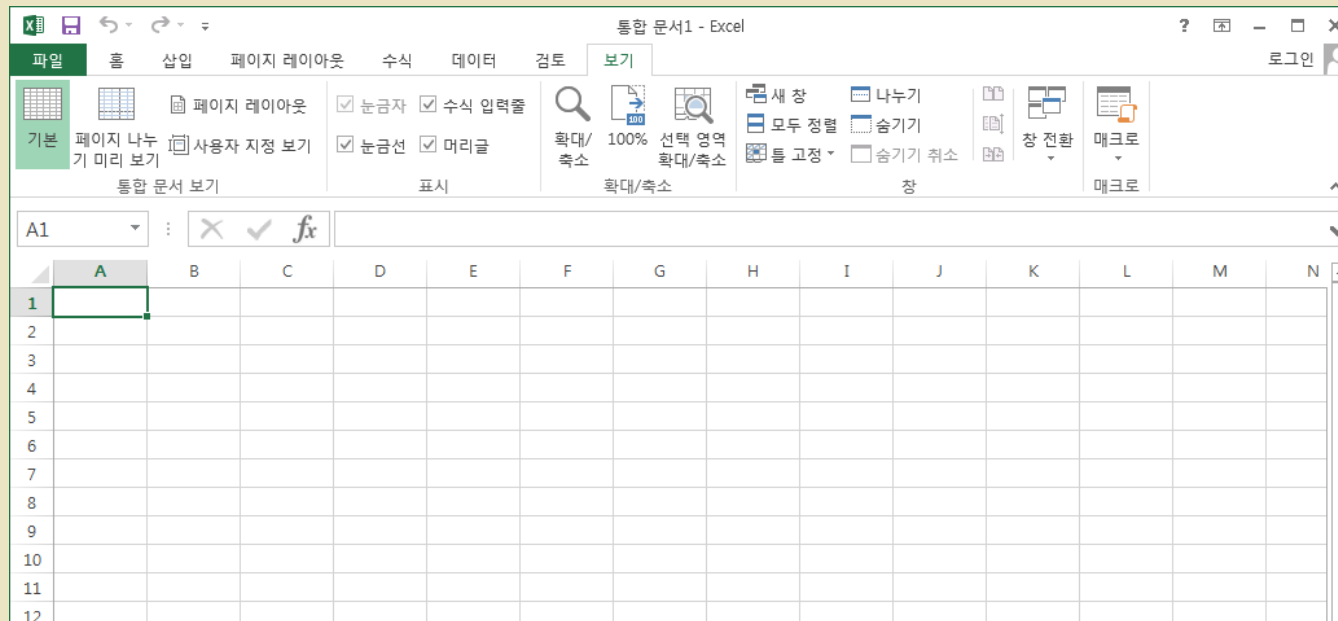 통합 문서1 - Excel ?
파일 홈 삽입 페이지 레이아웃 수식 데이터 검토 보기 로그인
기본
페이지 나누
기 미리 보기
페이지 레이아웃
사용자 지정 보기
통합 문서 보기
눈금자 수식 입력줄
눈금선 머리글
표시
확대/
축소
100%
선택 영역
확대/축소
확대/축소
새 창
모두 정렬
틀 고정
나누기
숨기기
숨기기 취소
창 전환
창
매크로
매크로
A1 fx
A B C D E F G H I J K L M N
1
2
3
4
5
6
7
8
9
10
11
12